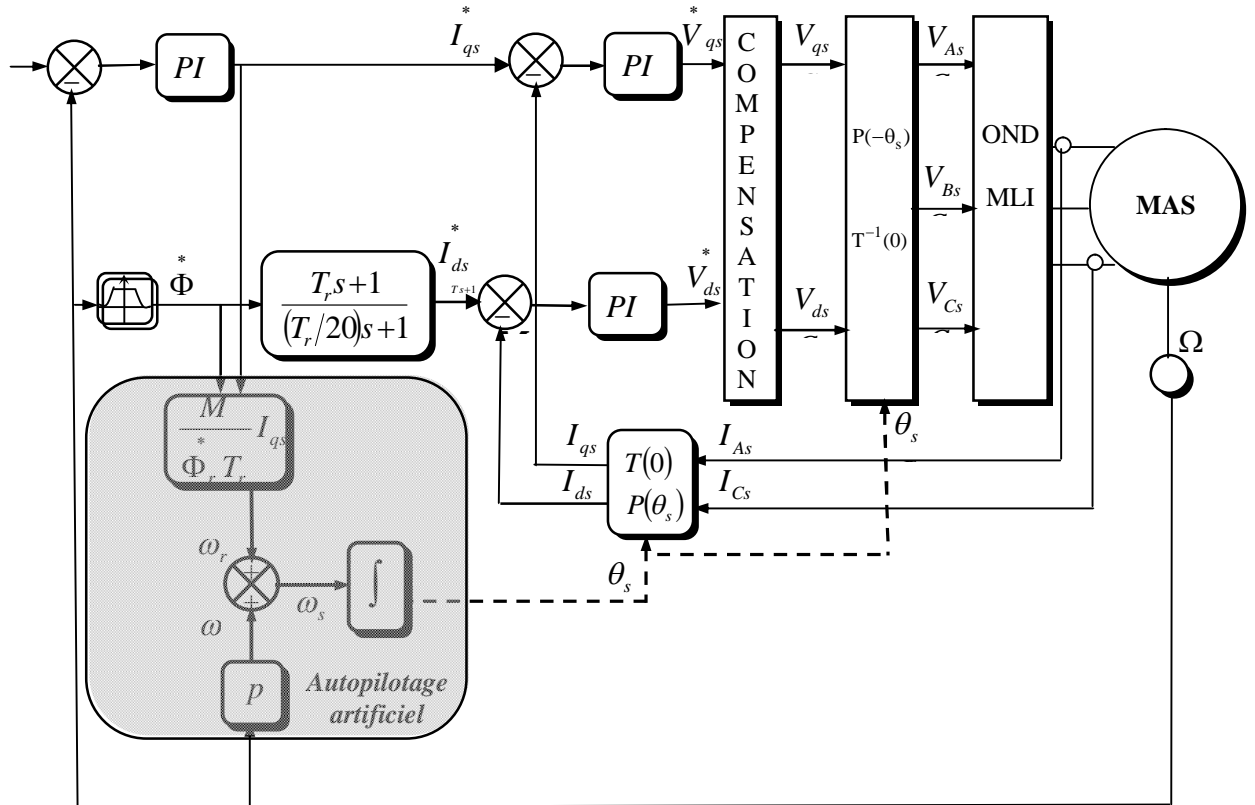 PI
I*qs
PI
V*qs
COMPENSATION
Vqs
VAs
−
−
P(−θs)
T⁻¹(0)
OND
MLI
VBs
MAS
Φ*
Trs+1
(Tr/20)s+1
I*ds
Ts+1
−
PI
V*ds
Vds
VCs
Ω
M
Φ*r Tr
Iqs
Iqs
Ids
T(0)
P(θs)
IAs
ICs
θs
ωr
+
+
ωs
∫
θs
ω
p
Autopilotage
artificiel